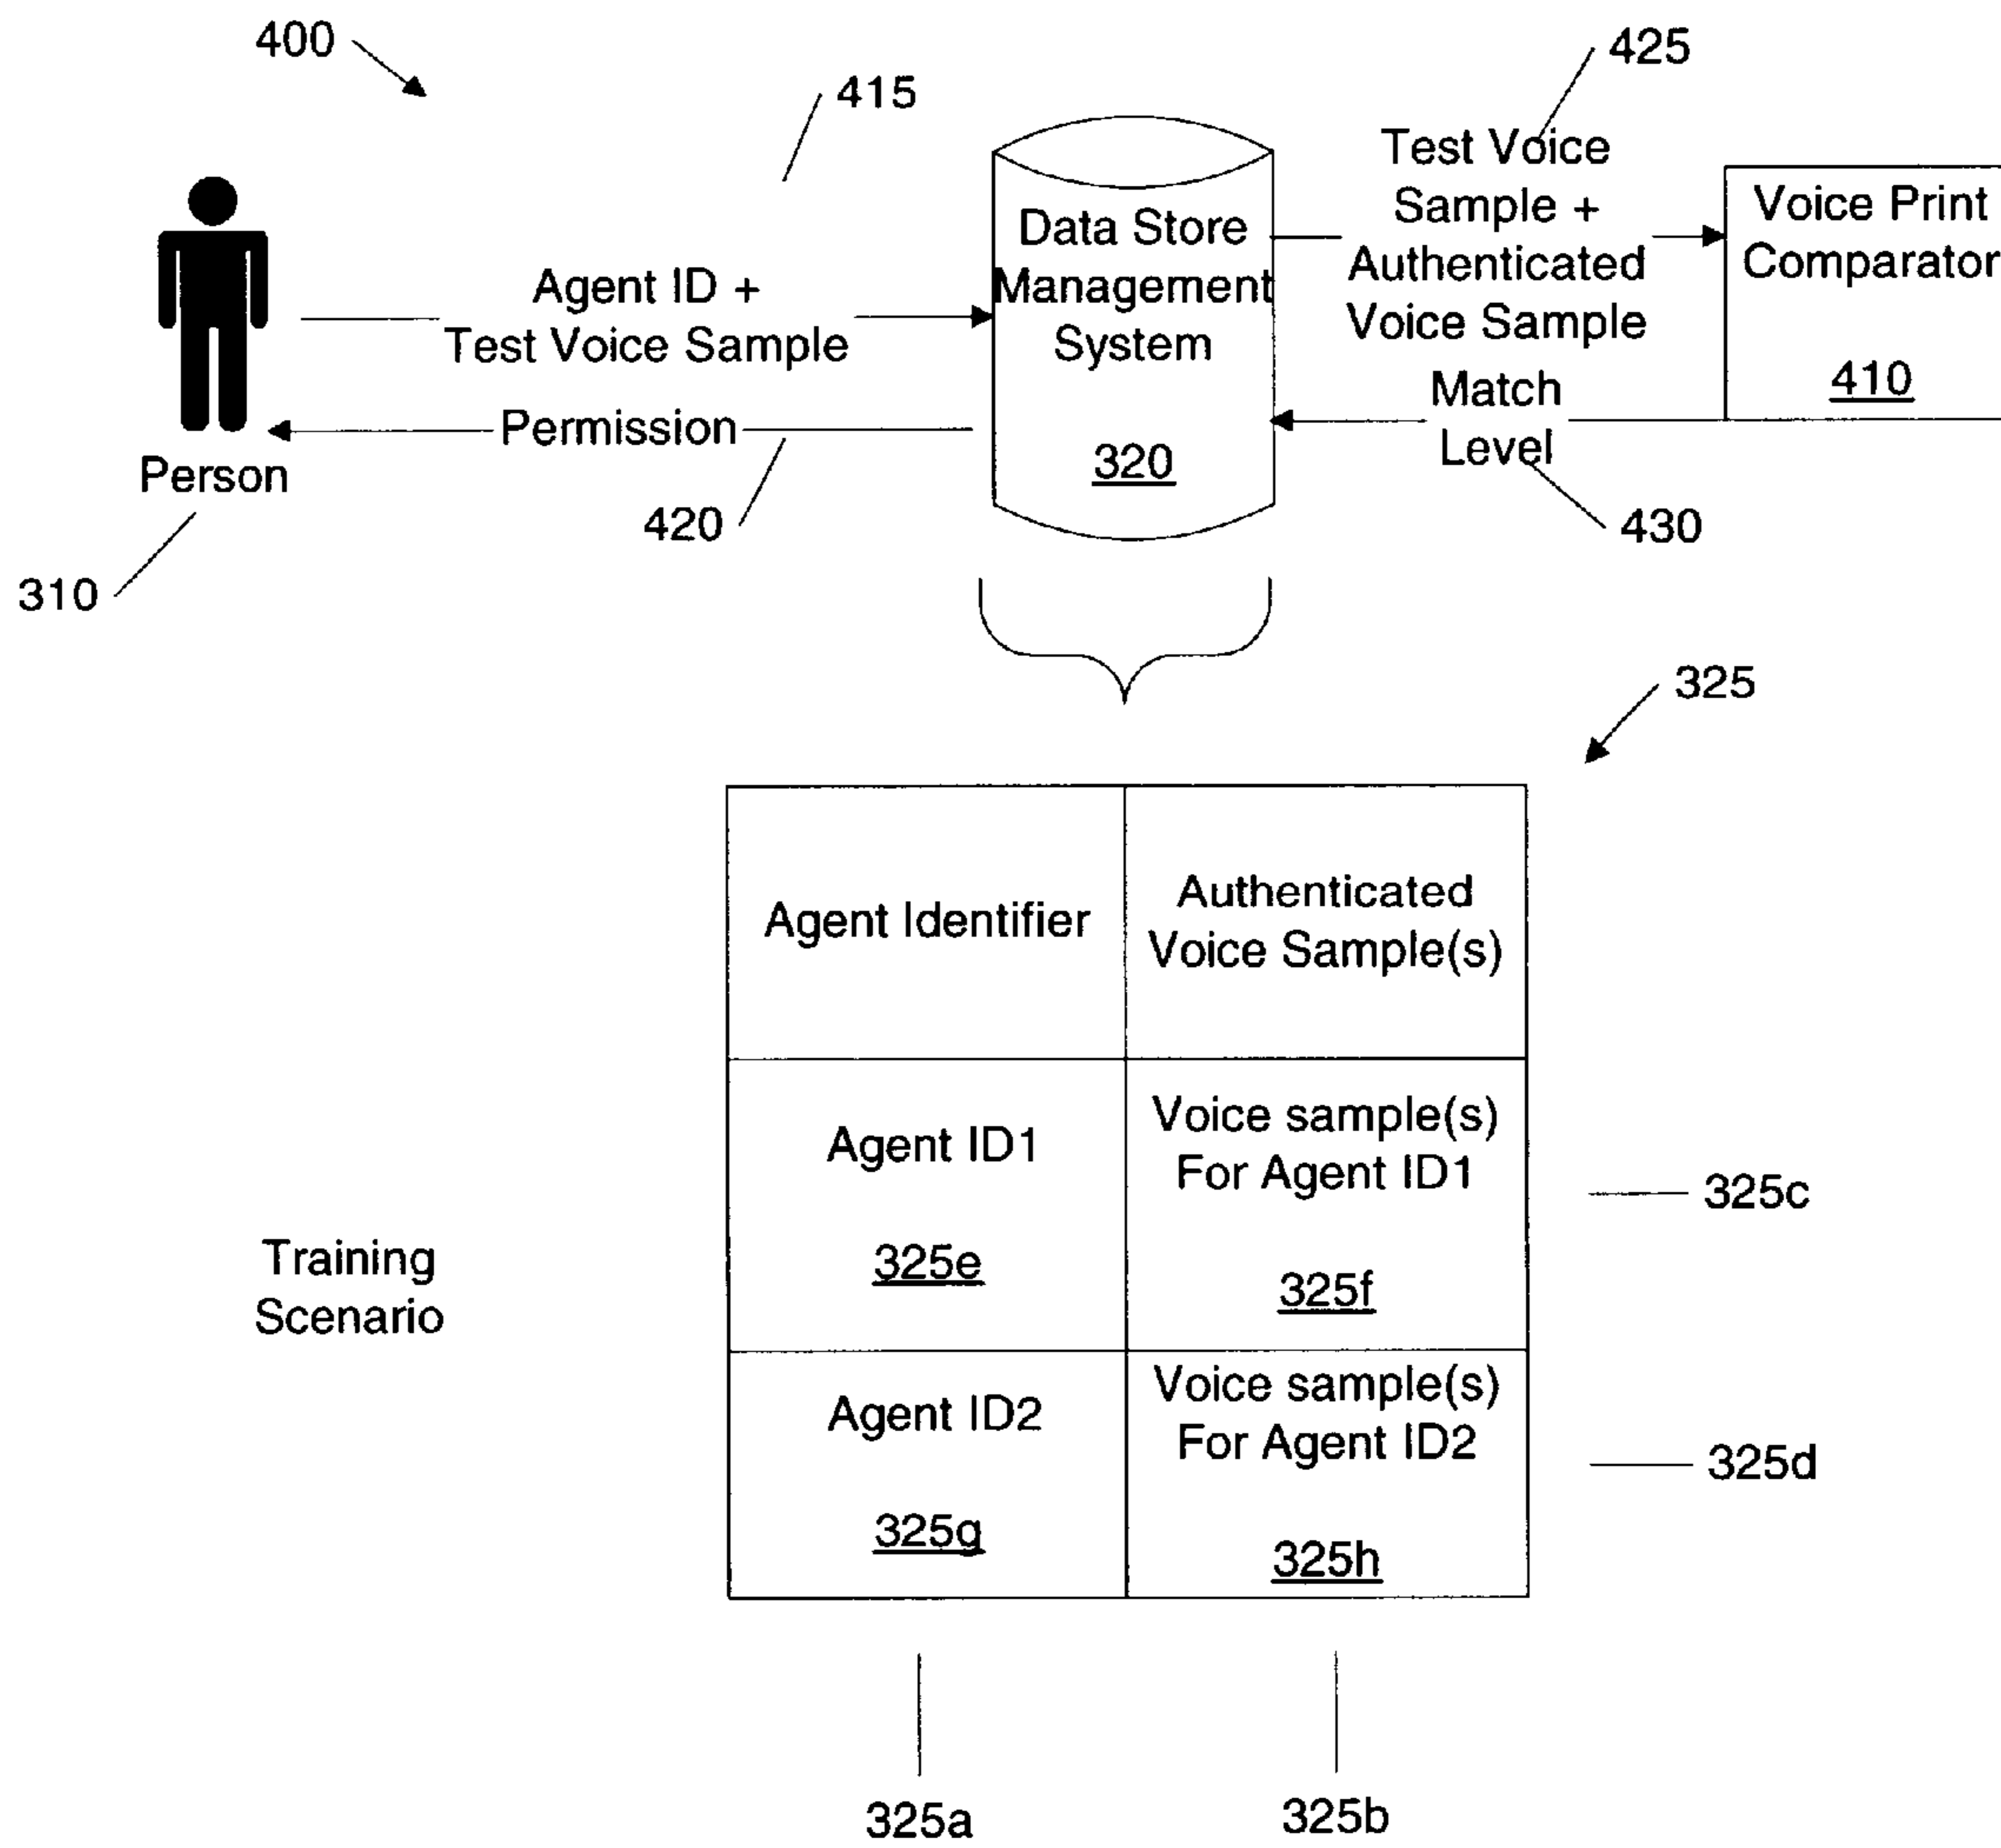 400
415
425
Agent ID +
Test Voice Sample
Permission
Person
310
420
Data Store
Management
System
320
Test Voice
Sample +
Authenticated
Voice Sample
Match
Level
430
Voice Print
Comparator
410
325
Agent Identifier
Authenticated
Voice Sample(s)
Agent ID1
325e
Voice sample(s)
For Agent ID1
325f
325c
Training
Scenario
Agent ID2
325g
Voice sample(s)
For Agent ID2
325h
325d
325a
325b